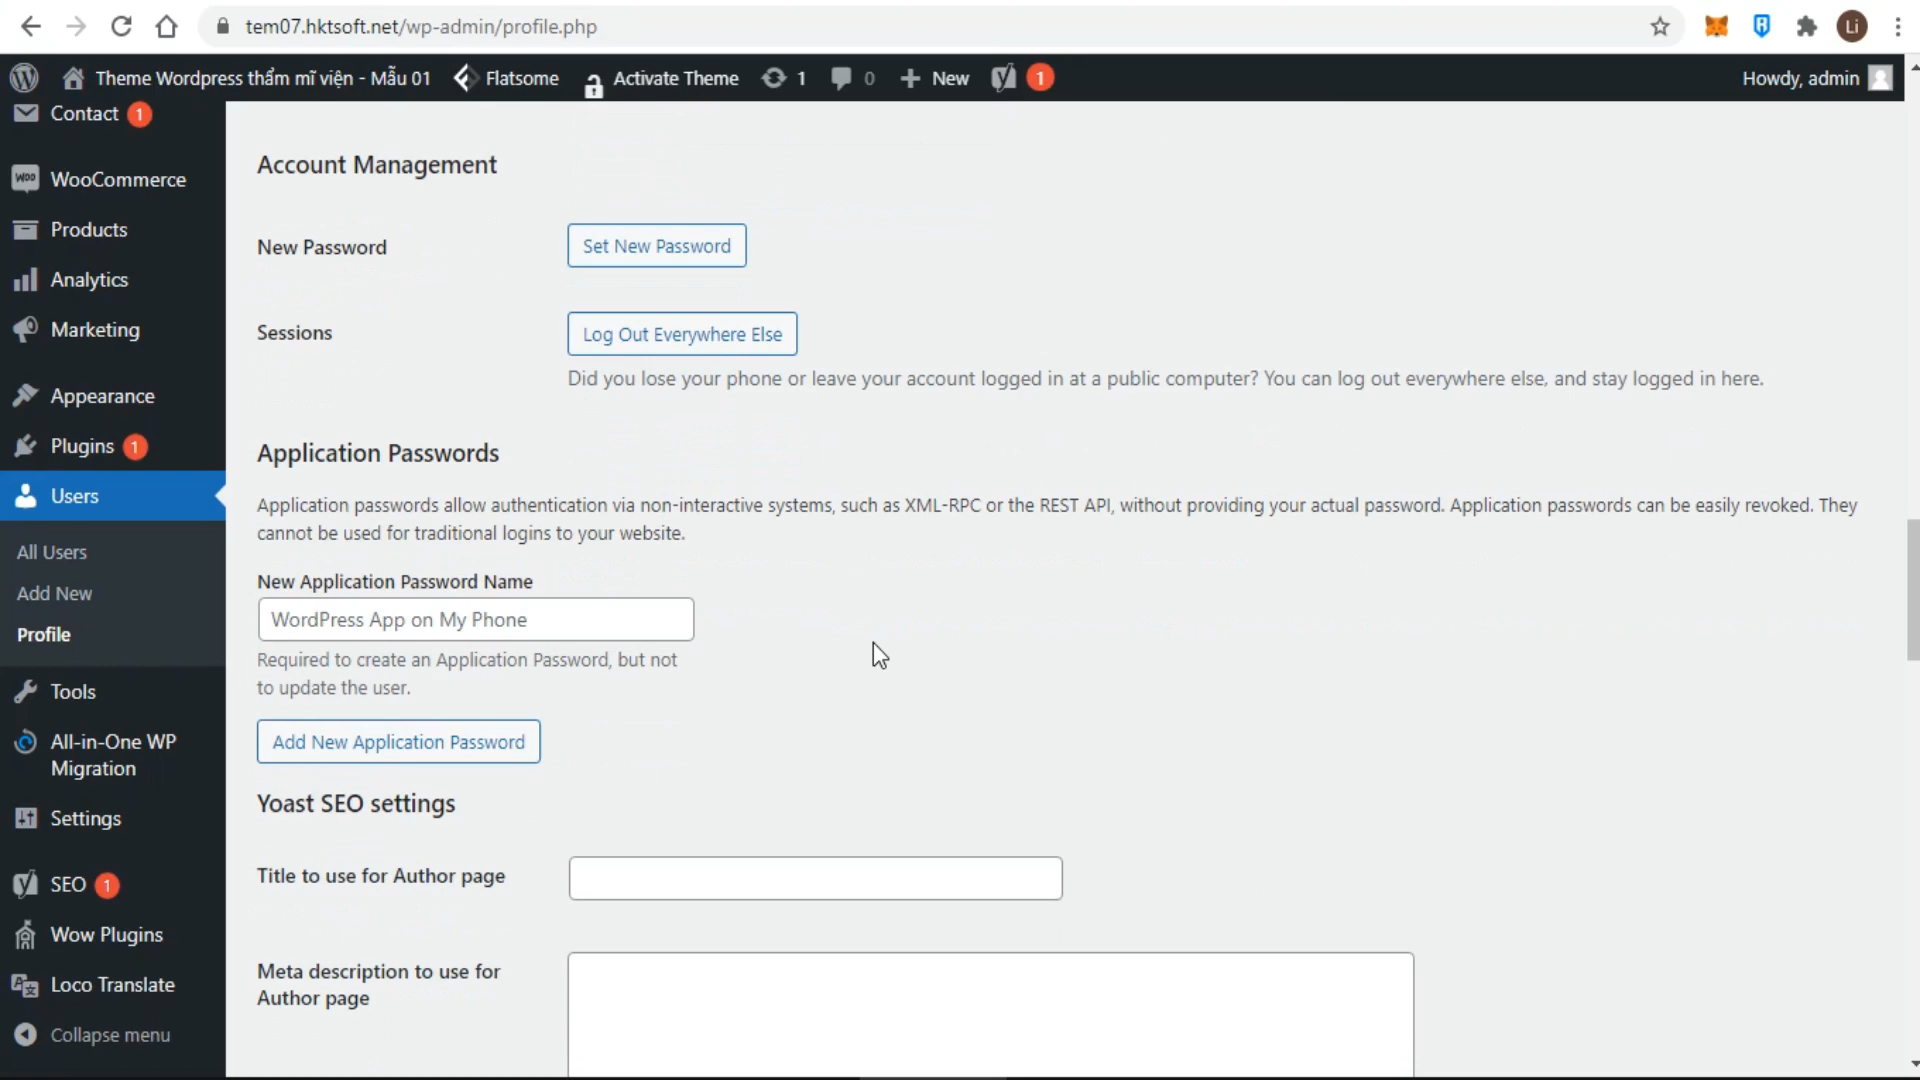 tem07.hktsoft.net/wp-admin/profile.php
Li
Theme Wordpress thẩm mĩ viện - Mẫu 01
Flatsome
Activate Theme
1
0
New
1
Howdy, admin
Contact 1
WooCommerce
Products
Analytics
Marketing
Appearance
Plugins 1
Users
All Users
Add New
Profile
Tools
All-in-One WP
Migration
Settings
SEO 1
Wow Plugins
Loco Translate
Collapse menu
Account Management
New Password
Set New Password
Sessions
Log Out Everywhere Else
Did you lose your phone or leave your account logged in at a public computer? You can log out everywhere else, and stay logged in here.
Application Passwords
Application passwords allow authentication via non-interactive systems, such as XML-RPC or the REST API, without providing your actual password. Application passwords can be easily revoked. They
cannot be used for traditional logins to your website.
New Application Password Name
WordPress App on My Phone
Required to create an Application Password, but not
to update the user.
Add New Application Password
Yoast SEO settings
Title to use for Author page
Meta description to use for
Author page